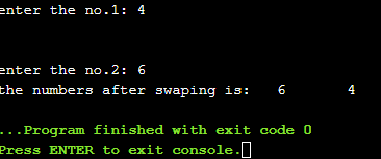 enter the no.1: 4
enter the no.2: 6
the numbers after swaping is:   6        4
...Program finished with exit code 0
Press ENTER to exit console.